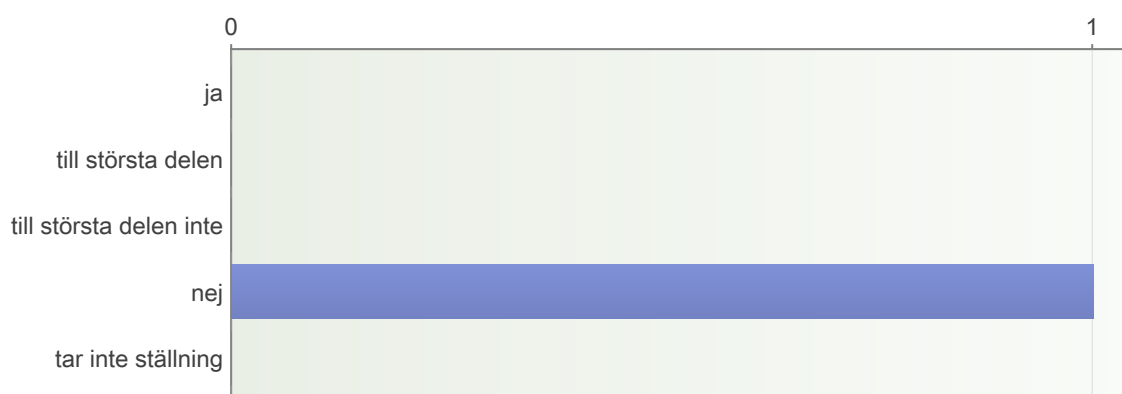 0 1
ja
till största delen
till största delen inte
nej
tar inte ställning